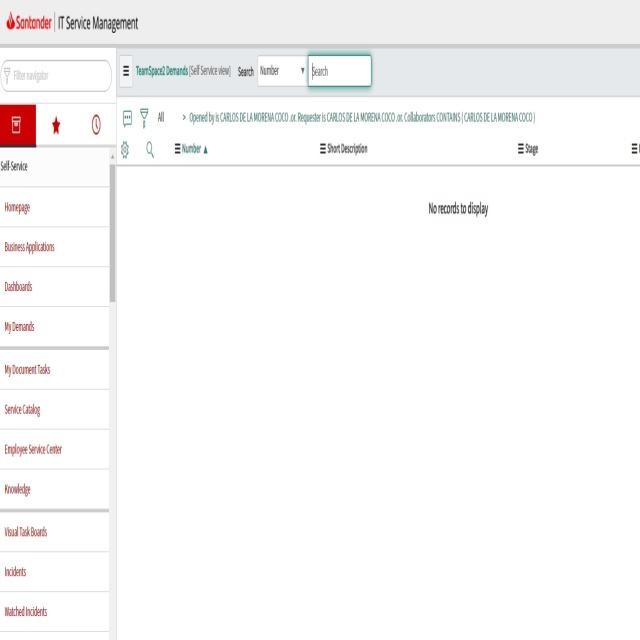 Santander | IT Service Management
Filter navigator
TeamSpace2 Demands [Self Service view] Search Number Search
All > Opened by is CARLOS DE LA MORENA COCO .or. Requester is CARLOS DE LA MORENA COCO .or. Collaborators CONTAINS ( CARLOS DE LA MORENA COCO )
Number Short Description Stage
No records to display
Self-Service
Homepage
Business Applications
Dashboards
My Demands
My Document Tasks
Service Catalog
Employee Service Center
Knowledge
Visual Task Boards
Incidents
Watched Incidents